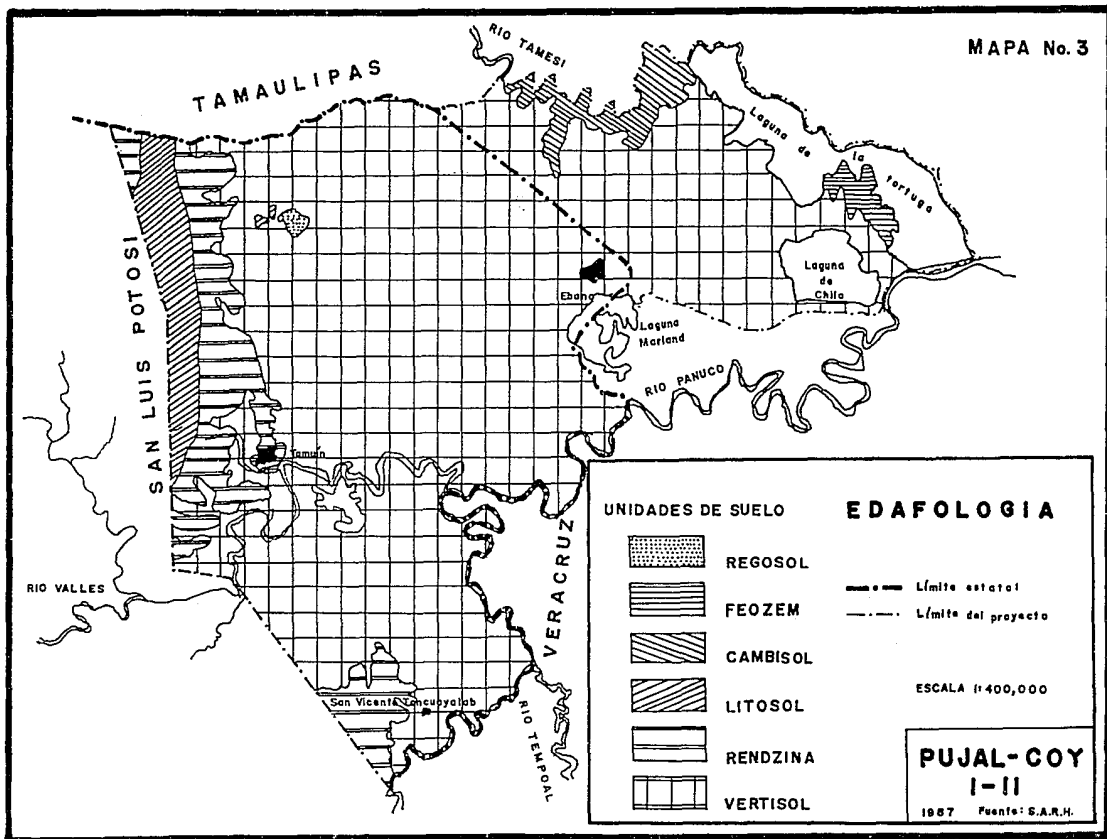 MAPA No. 3
RIO TAMESI
TAMAULIPAS
Laguna de la tortuga
SAN LUIS POTOSI
Laguna de Chila
Ebano
Laguna Marland
RIO PANUCO
Tamuín
RIO VALLES
VERACRUZ
San Vicente Tancuayalab
RIO TEMPOAL
UNIDADES DE SUELO
EDAFOLOGIA
REGOSOL
FEOZEM
CAMBISOL
LITOSOL
RENDZINA
VERTISOL
Límite estatal
Límite del proyecto
ESCALA 1:400,000
PUJAL-COY
I-II
1987 Fuente: S.A.R.H.